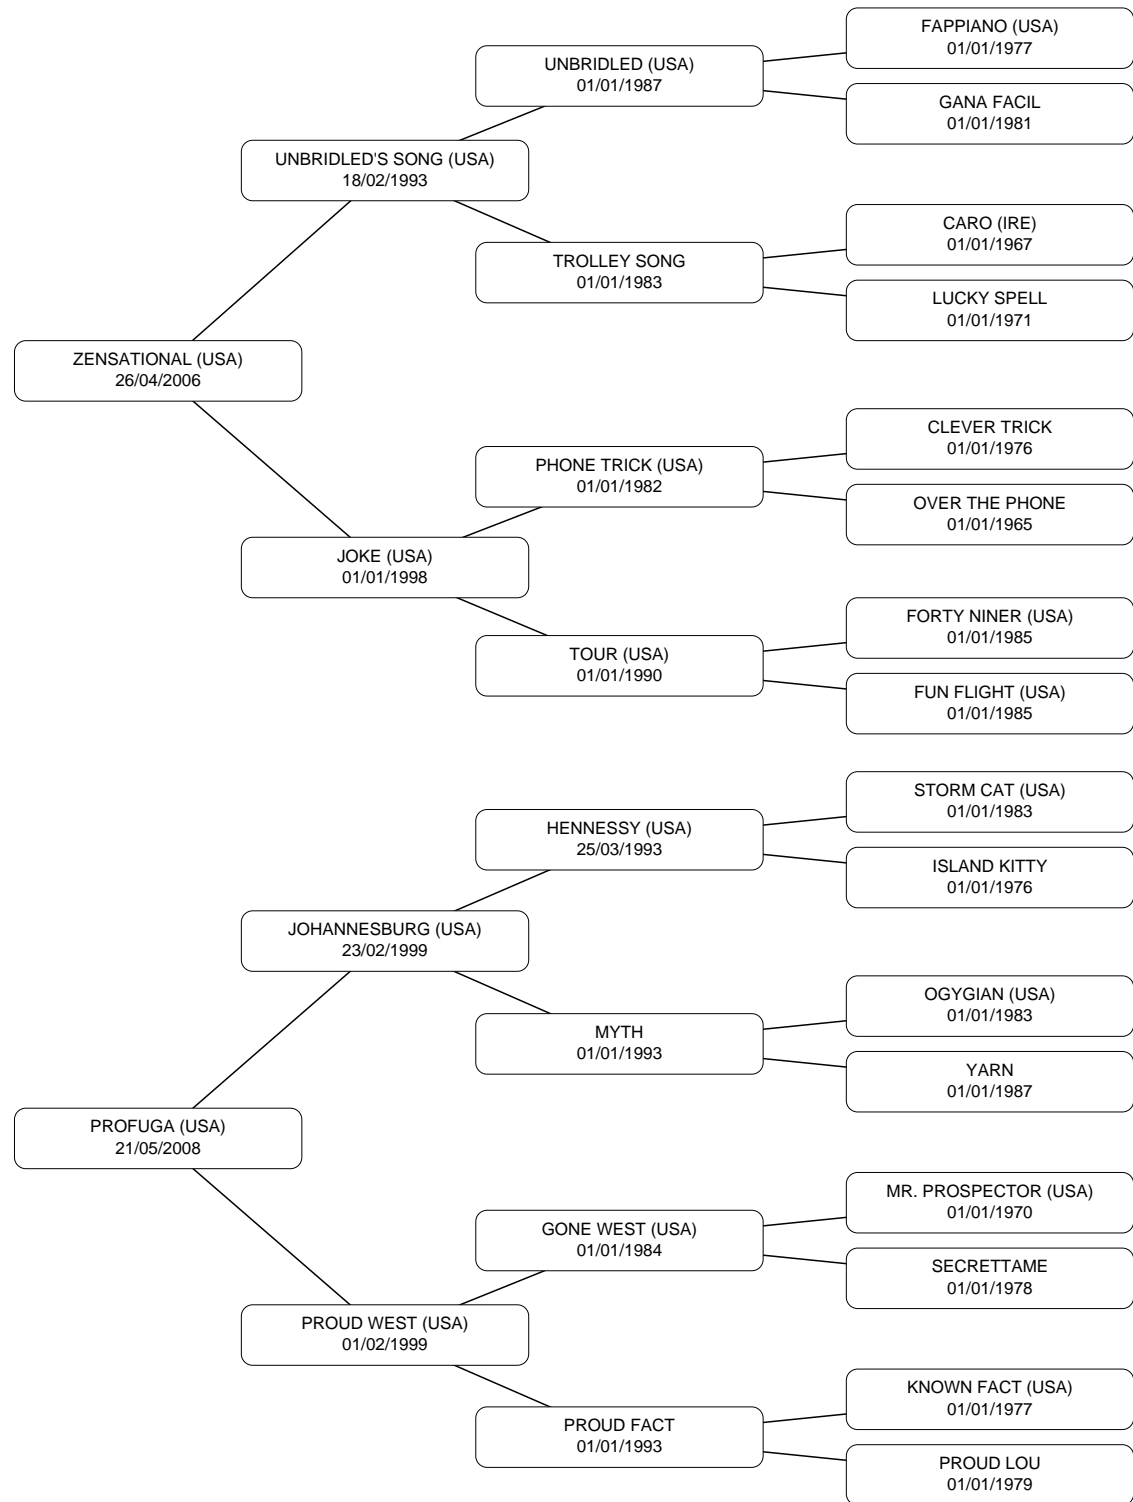 FAPPIANO (USA)
01/01/1977
UNBRIDLED (USA)
01/01/1987
GANA FACIL
01/01/1981
UNBRIDLED'S SONG (USA)
18/02/1993
CARO (IRE)
01/01/1967
TROLLEY SONG
01/01/1983
LUCKY SPELL
01/01/1971
ZENSATIONAL (USA)
26/04/2006
CLEVER TRICK
01/01/1976
PHONE TRICK (USA)
01/01/1982
OVER THE PHONE
01/01/1965
JOKE (USA)
01/01/1998
FORTY NINER (USA)
01/01/1985
TOUR (USA)
01/01/1990
FUN FLIGHT (USA)
01/01/1985
STORM CAT (USA)
01/01/1983
HENNESSY (USA)
25/03/1993
ISLAND KITTY
01/01/1976
JOHANNESBURG (USA)
23/02/1999
OGYGIAN (USA)
01/01/1983
MYTH
01/01/1993
YARN
01/01/1987
PROFUGA (USA)
21/05/2008
MR. PROSPECTOR (USA)
01/01/1970
GONE WEST (USA)
01/01/1984
SECRETTAME
01/01/1978
PROUD WEST (USA)
01/02/1999
KNOWN FACT (USA)
01/01/1977
PROUD FACT
01/01/1993
PROUD LOU
01/01/1979